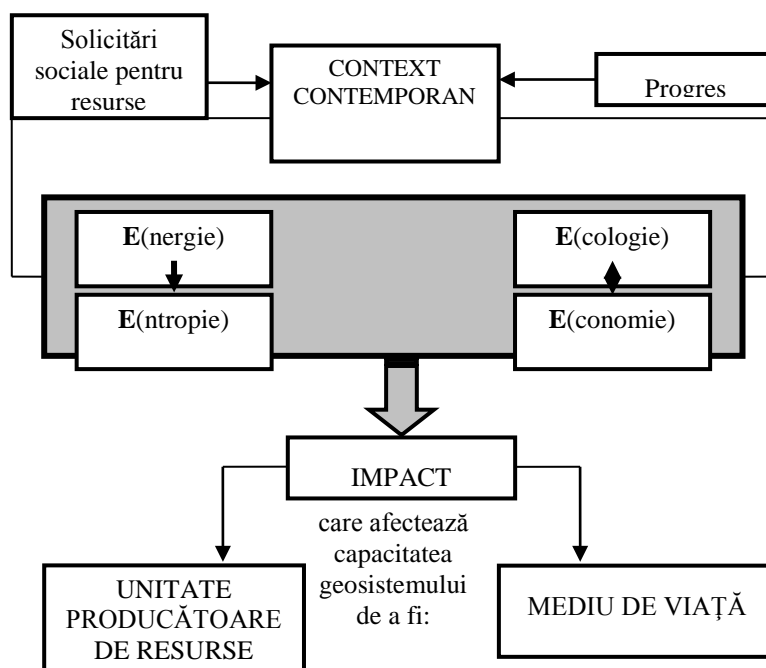 Solicitări
sociale pentru
resurse
CONTEXT
CONTEMPORAN
Progres
E(nergie)
E(cologie)
E(ntropie)
E(conomie)
IMPACT
care afectează
capacitatea
geosistemului
de a fi:
UNITATE
PRODUCĂTOARE
DE RESURSE
MEDIU DE VIAŢĂ